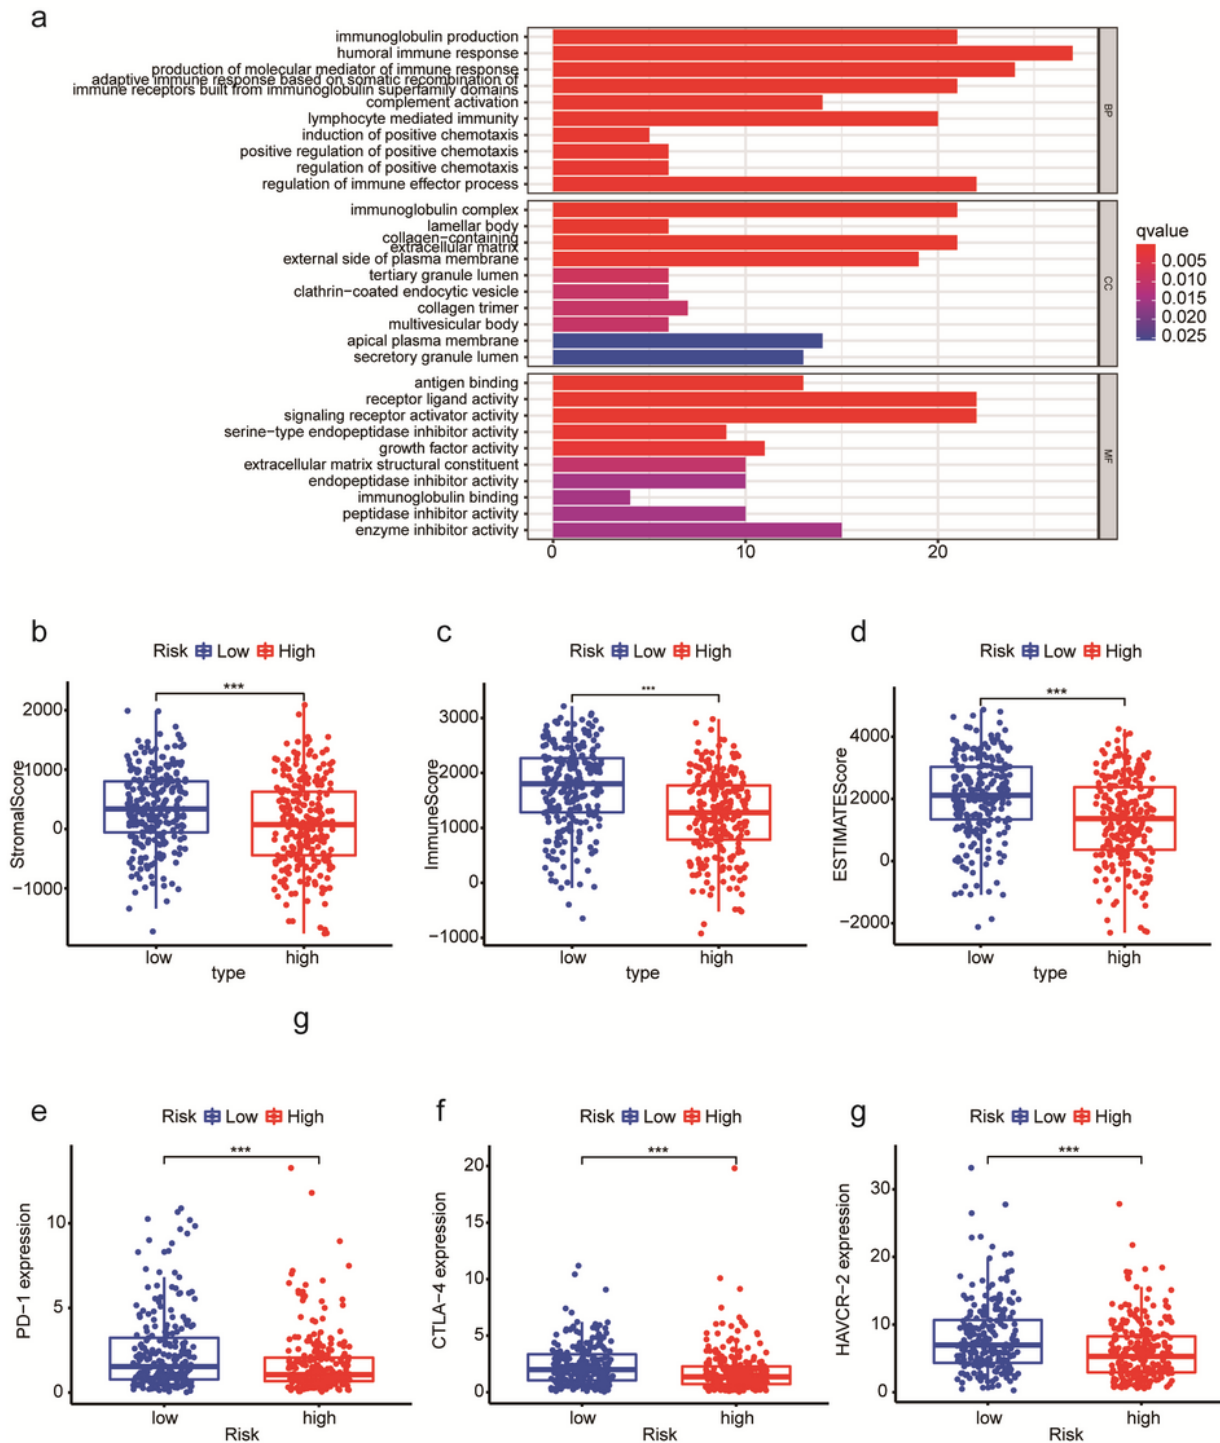 a
immunoglobulin production
humoral immune response
production of molecular mediator of immune response
adaptive immune response based on somatic recombination of
immune receptors built from immunoglobulin superfamily domains
complement activation
lymphocyte mediated immunity
induction of positive chemotaxis
positive regulation of positive chemotaxis
regulation of positive chemotaxis
regulation of immune effector process
BP
immunoglobulin complex
lamellar body
collagen−containing
extracellular matrix
external side of plasma membrane
tertiary granule lumen
clathrin−coated endocytic vesicle
collagen trimer
multivesicular body
apical plasma membrane
secretory granule lumen
CC
antigen binding
receptor ligand activity
signaling receptor activator activity
serine−type endopeptidase inhibitor activity
growth factor activity
extracellular matrix structural constituent
endopeptidase inhibitor activity
immunoglobulin binding
peptidase inhibitor activity
enzyme inhibitor activity
MF
0 10 20
qvalue
0.005
0.010
0.015
0.020
0.025
b
Risk Low High
***
StromalScore
2000
1000
0
−1000
low high
type
c
Risk Low High
***
ImmuneScore
3000
2000
1000
0
−1000
low high
type
d
Risk Low High
***
ESTIMATEScore
4000
2000
0
−2000
low high
type
g
e
Risk Low High
***
PD−1 expression
10
5
0
low high
Risk
f
Risk Low High
***
CTLA−4 expression
20
15
10
5
0
low high
Risk
g
Risk Low High
***
HAVCR−2 expression
30
20
10
0
low high
Risk